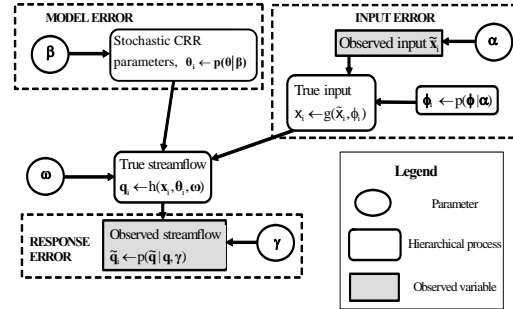 MODEL ERROR
INPUT ERROR
β
Stochastic CRR
parameters, θᵢ ← p(θ|β)
Observed input x̃ᵢ
α
True input
xᵢ ← g(x̃ᵢ,ϕᵢ)
ϕᵢ ← p(ϕ|α)
ω
True streamflow
qᵢ ← h(xᵢ,θᵢ,ω)
Observed streamflow
q̃ᵢ ← p(q̃|q,γ)
RESPONSE
ERROR
γ
Legend
Parameter
Hierarchical process
Observed variable